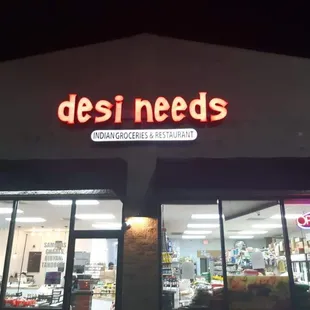 desi needs
INDIAN GROCERIES & RESTAURANT